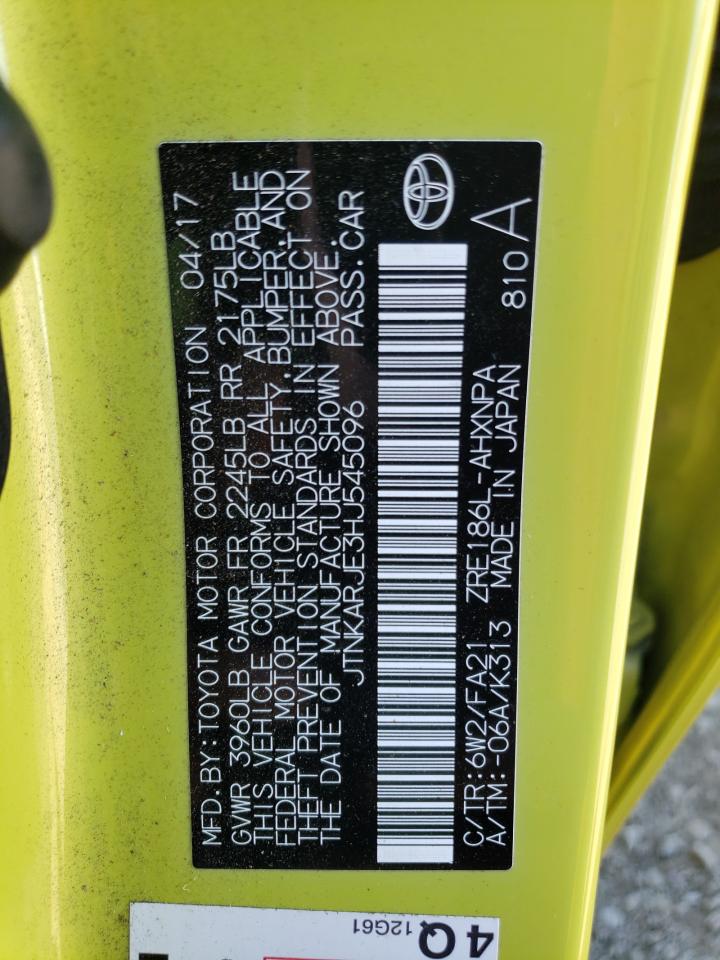 MFD.BY:TOYOTA MOTOR CORPORATION 04/17
GVWR 3960LB GAWR FR 2245LB RR 2175LB
THIS VEHICLE CONFORMS TO ALL APPLICABLE
FEDERAL MOTOR VEHICLE SAFETY,BUMPER,AND
THEFT PREVENTION STANDARDS IN EFFECT ON
THE DATE OF MANUFACTURE SHOWN ABOVE.
JTNKARJE3HJ545096 PASS.CAR
C/TR:6W2/FA21 ZRE186L-AHXNPA 810A
A/TM:-06A/K313 MADE IN JAPAN
4Q
12G61